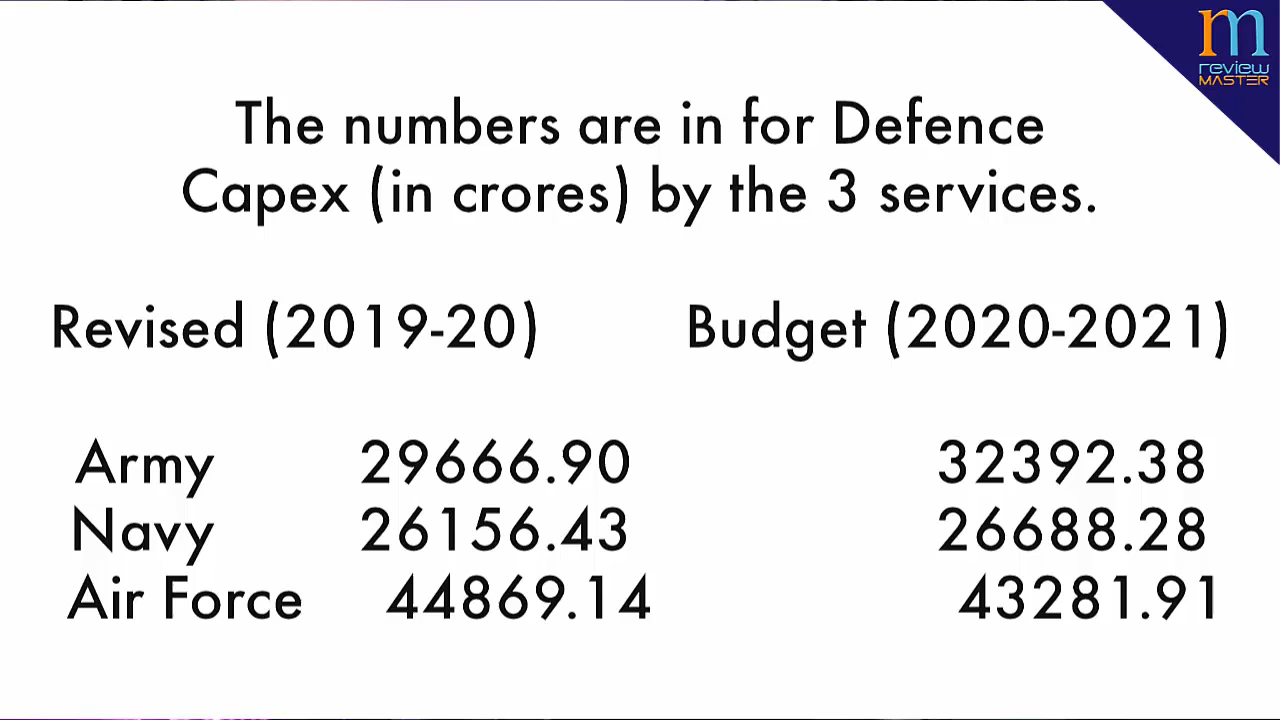 m
review
MASTER
The numbers are in for Defence
Capex (in crores) by the 3 services.
Revised (2019-20) Budget (2020-2021)
Army 29666.90 32392.38
Navy 26156.43 26688.28
Air Force 44869.14 43281.91